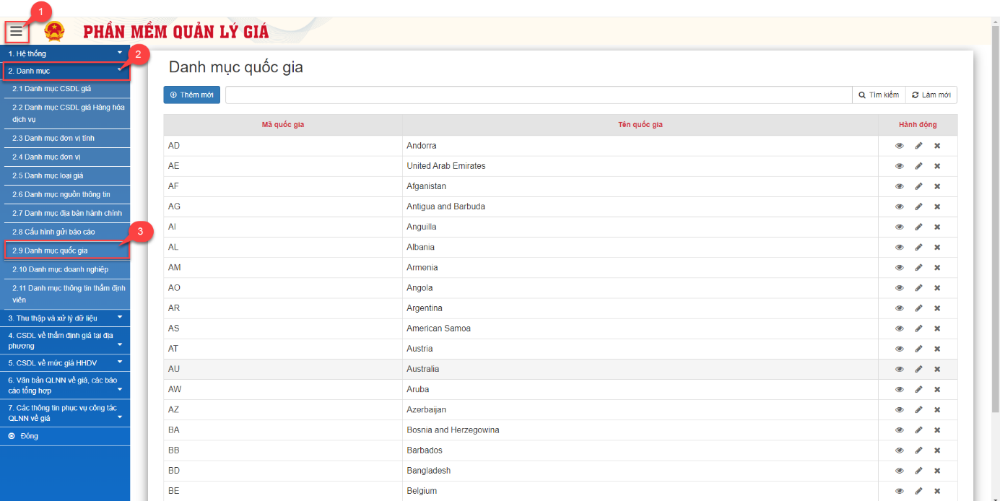 1
PHẦN MỀM QUẢN LÝ GIÁ
1. Hệ thống
2
2. Danh mục
2.1 Danh mục CSDL giá
2.2 Danh mục CSDL giá Hàng hóa
dịch vụ
2.3 Danh mục đơn vị tính
2.4 Danh mục đơn vị
2.5 Danh mục loại giá
2.6 Danh mục nguồn thông tin
2.7 Danh mục địa bàn hành chính
2.8 Cấu hình gửi báo cáo
3
2.9 Danh mục quốc gia
2.10 Danh mục doanh nghiệp
2.11 Danh mục thông tin thẩm định
viên
3. Thu thập và xử lý dữ liệu
4. CSDL về thẩm định giá tại địa
phương
5. CSDL về mức giá HHDV
6. Văn bản QLNN về giá, các báo
cáo tổng hợp
7. Các thông tin phục vụ công tác
QLNN về giá
Đóng
Danh mục quốc gia
Thêm mới Tìm kiếm Làm mới
Mã quốc gia Tên quốc gia Hành động
AD Andorra
AE United Arab Emirates
AF Afganistan
AG Antigua and Barbuda
AI Anguilla
AL Albania
AM Armenia
AO Angola
AR Argentina
AS American Samoa
AT Austria
AU Australia
AW Aruba
AZ Azerbaijan
BA Bosnia and Herzegowina
BB Barbados
BD Bangladesh
BE Belgium